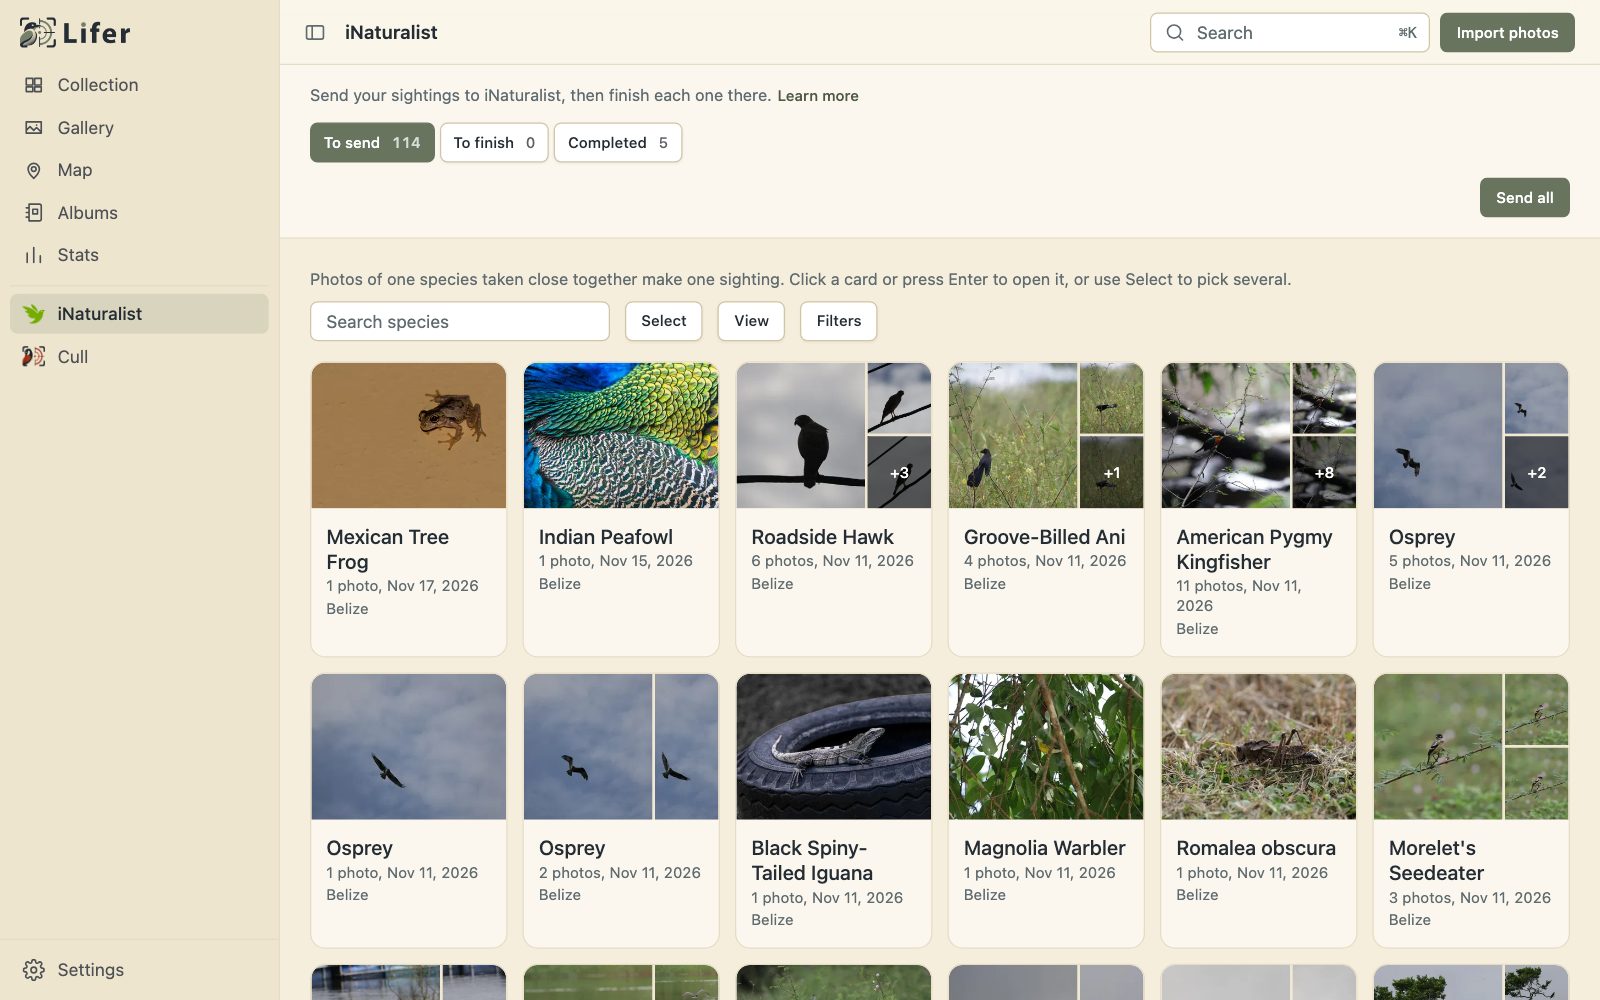 Lifer
Collection
Gallery
Map
Albums
Stats
iNaturalist
Cull
Settings
iNaturalist
Search ⌘K
Import photos
Send your sightings to iNaturalist, then finish each one there. Learn more
To send 114
To finish 0
Completed 5
Send all
Photos of one species taken close together make one sighting. Click a card or press Enter to open it, or use Select to pick several.
Search species
Select
View
Filters
Mexican Tree
Frog
1 photo, Nov 17, 2026
Belize
Indian Peafowl
1 photo, Nov 15, 2026
Belize
+3
Roadside Hawk
6 photos, Nov 11, 2026
Belize
+1
Groove-Billed Ani
4 photos, Nov 11, 2026
Belize
+8
American Pygmy
Kingfisher
11 photos, Nov 11,
2026
Belize
+2
Osprey
5 photos, Nov 11, 2026
Belize
Osprey
1 photo, Nov 11, 2026
Belize
Osprey
2 photos, Nov 11, 2026
Belize
Black Spiny-
Tailed Iguana
1 photo, Nov 11, 2026
Belize
Magnolia Warbler
1 photo, Nov 11, 2026
Belize
Romalea obscura
1 photo, Nov 11, 2026
Belize
Morelet's
Seedeater
3 photos, Nov 11, 2026
Belize